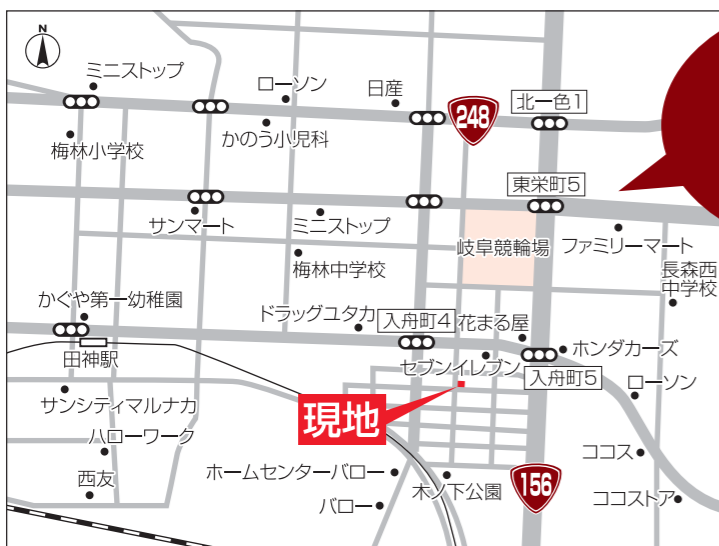 N
ミニストップ
ローソン
日産
248
北一色1
梅林小学校
かのう小児科
東栄町5
サンマート
ミニストップ
岐阜競輪場
ファミリーマート
梅林中学校
長森西
中学校
かぐや第一幼稚園
ドラッグユタカ
入舟町4
花まる屋
田神駅
セブンイレブン
ホンダカーズ
入舟町5
ローソン
サンシティマルナカ
現地
ハローワーク
西友
ホームセンターバロー
木ノ下公園
156
ココス
バロー
ココストア